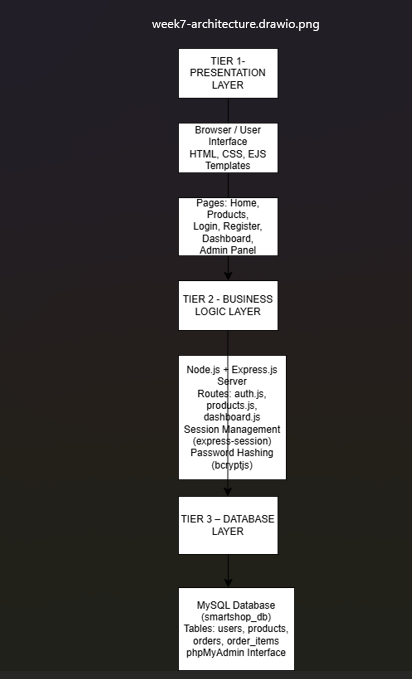 week7-architecture.drawio.png
TIER 1-
PRESENTATION
LAYER
Browser / User
Interface
HTML, CSS, EJS
Templates
Pages: Home,
Products,
Login, Register,
Dashboard,
Admin Panel
TIER 2 - BUSINESS
LOGIC LAYER
Node.js + Express.js
Server
Routes: auth.js,
products.js,
dashboard.js
Session Management
(express-session)
Password Hashing
(bcryptjs)
TIER 3 – DATABASE
LAYER
MySQL Database
(smartshop_db)
Tables: users, products,
orders, order_items
phpMyAdmin Interface